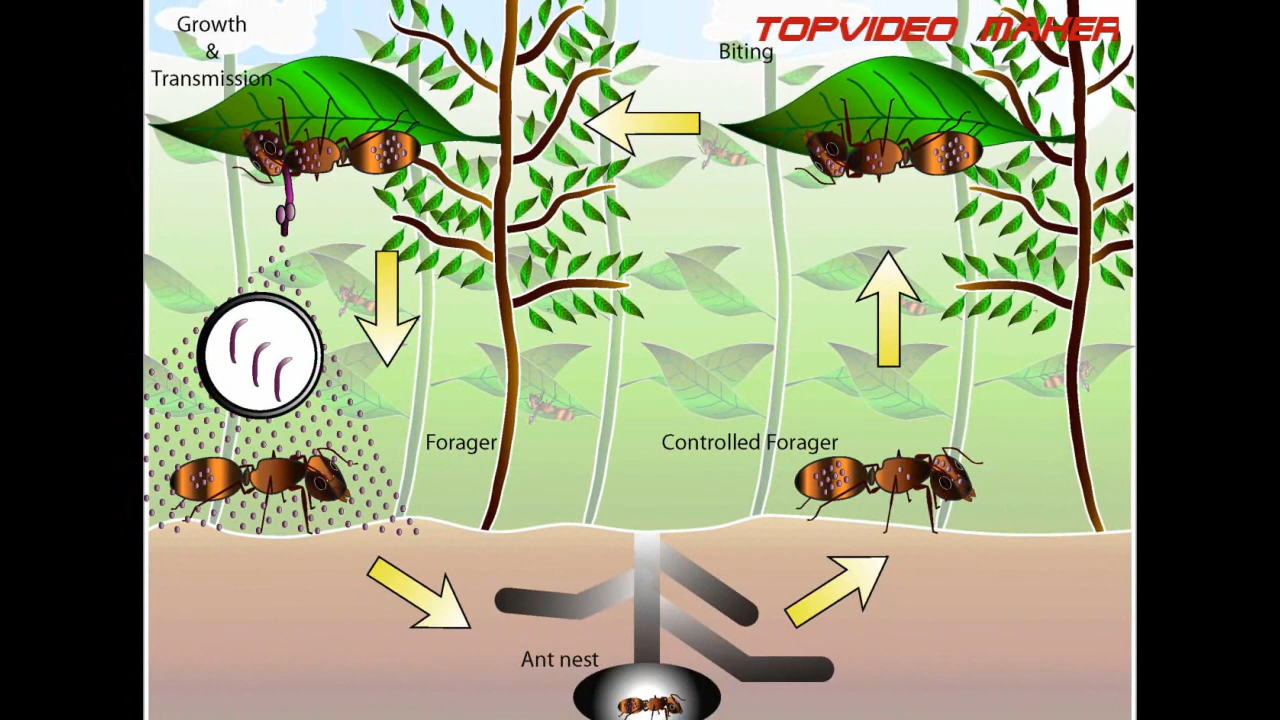 Growth
&
Transmission
TOPVIDEO MAKER
Biting
Forager
Controlled Forager
Ant nest